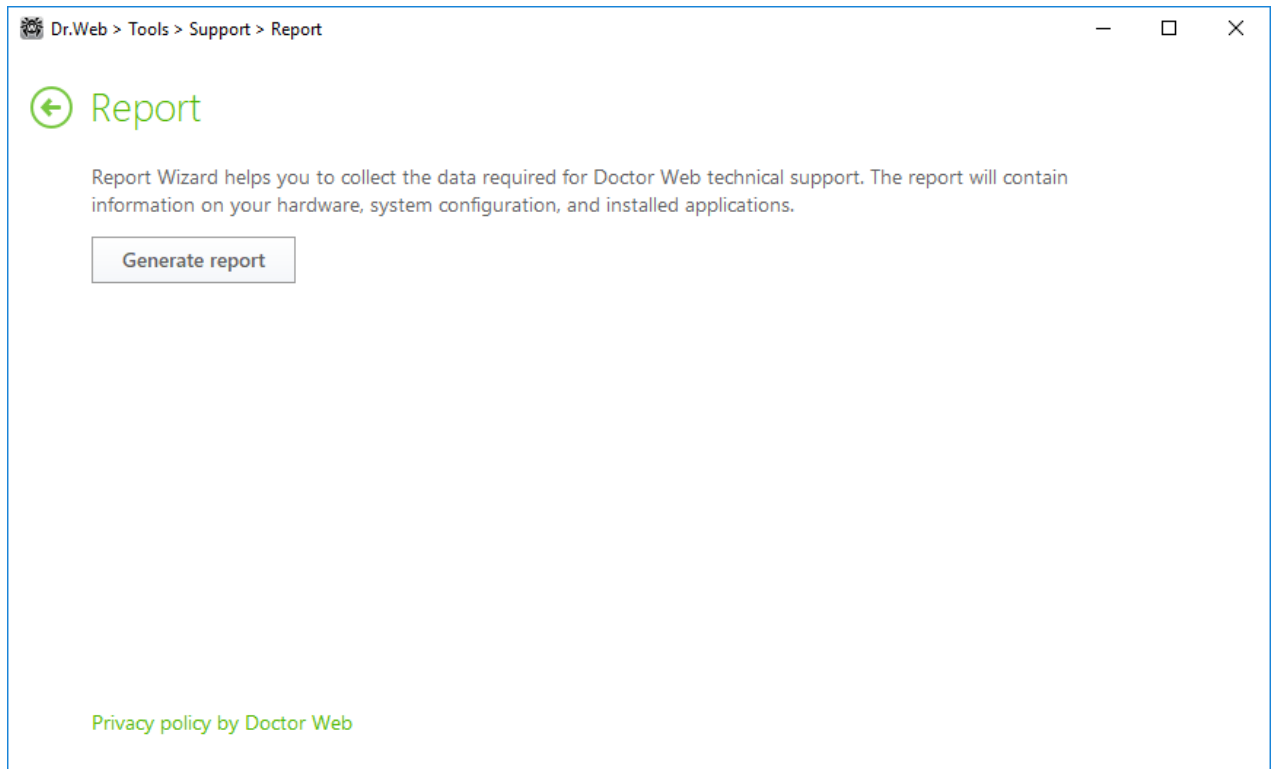 Dr.Web > Tools > Support > Report
Report
Report Wizard helps you to collect the data required for Doctor Web technical support. The report will contain
information on your hardware, system configuration, and installed applications.
Generate report
Privacy policy by Doctor Web